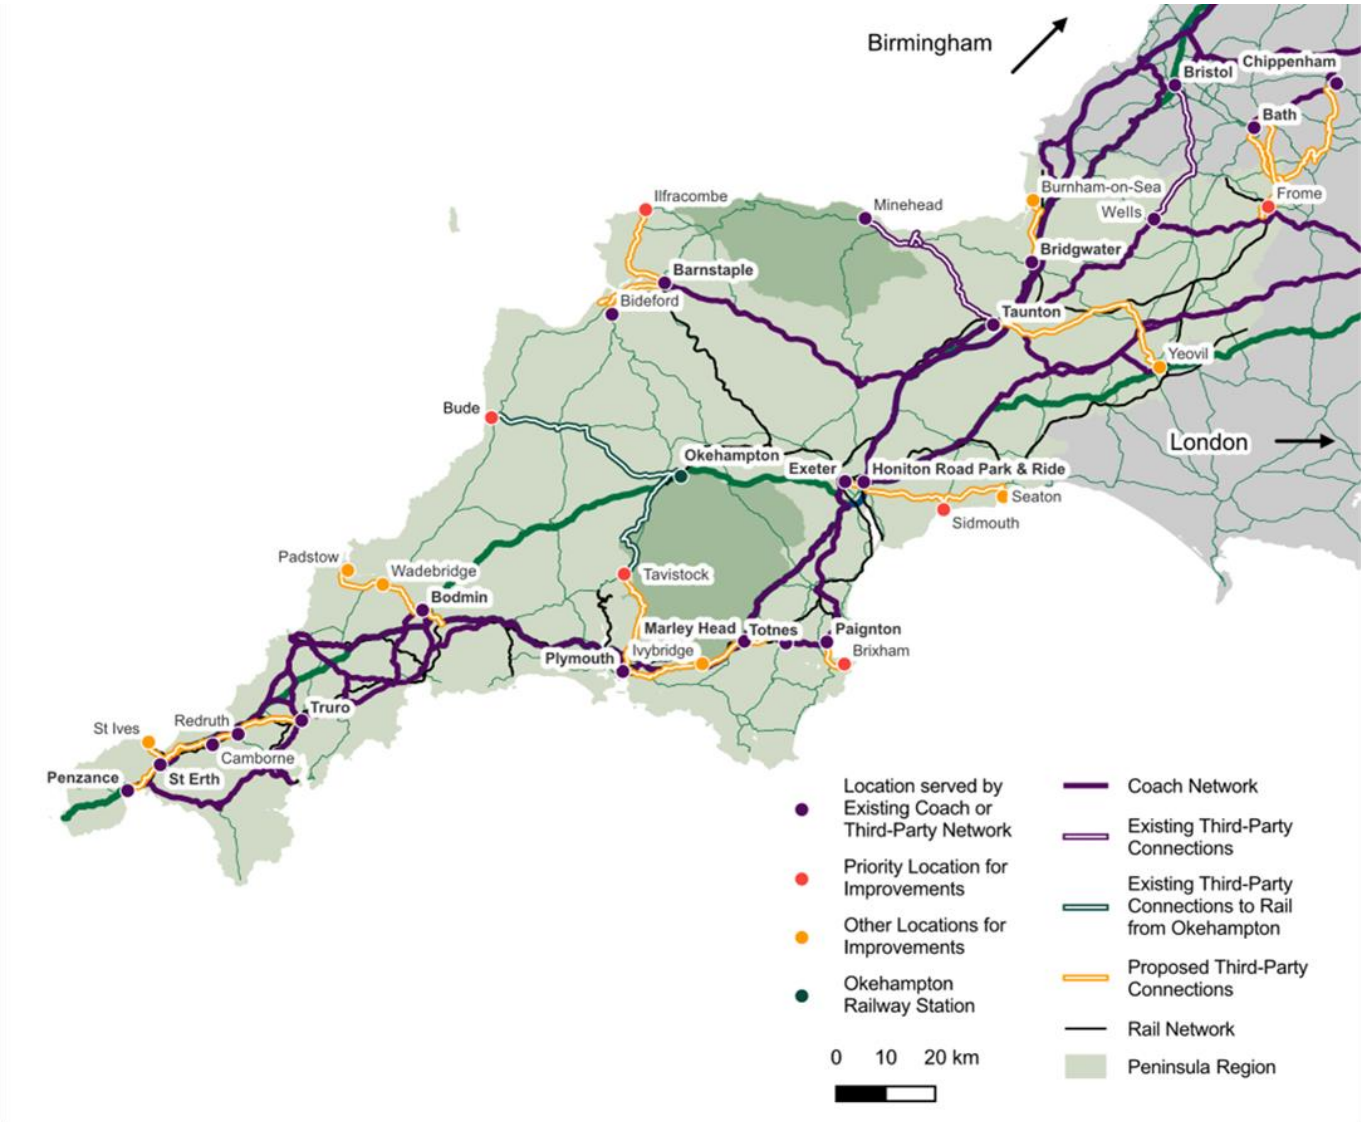 Birmingham
Bristol
Chippenham
Bath
Ilfracombe
Minehead
Burnham-on-Sea
Wells
Frome
Bridgwater
Barnstaple
Bideford
Taunton
Yeovil
Bude
London
Okehampton
Exeter
Honiton Road Park & Ride
Seaton
Sidmouth
Padstow
Wadebridge
Tavistock
Bodmin
Marley Head
Totnes
Paignton
Ivybridge
Brixham
Plymouth
Truro
Redruth
St Ives
Camborne
Penzance
St Erth
Location served by
Existing Coach or
Third-Party Network
Priority Location for
Improvements
Other Locations for
Improvements
Okehampton
Railway Station
0 10 20 km
Coach Network
Existing Third-Party
Connections
Existing Third-Party
Connections to Rail
from Okehampton
Proposed Third-Party
Connections
Rail Network
Peninsula Region